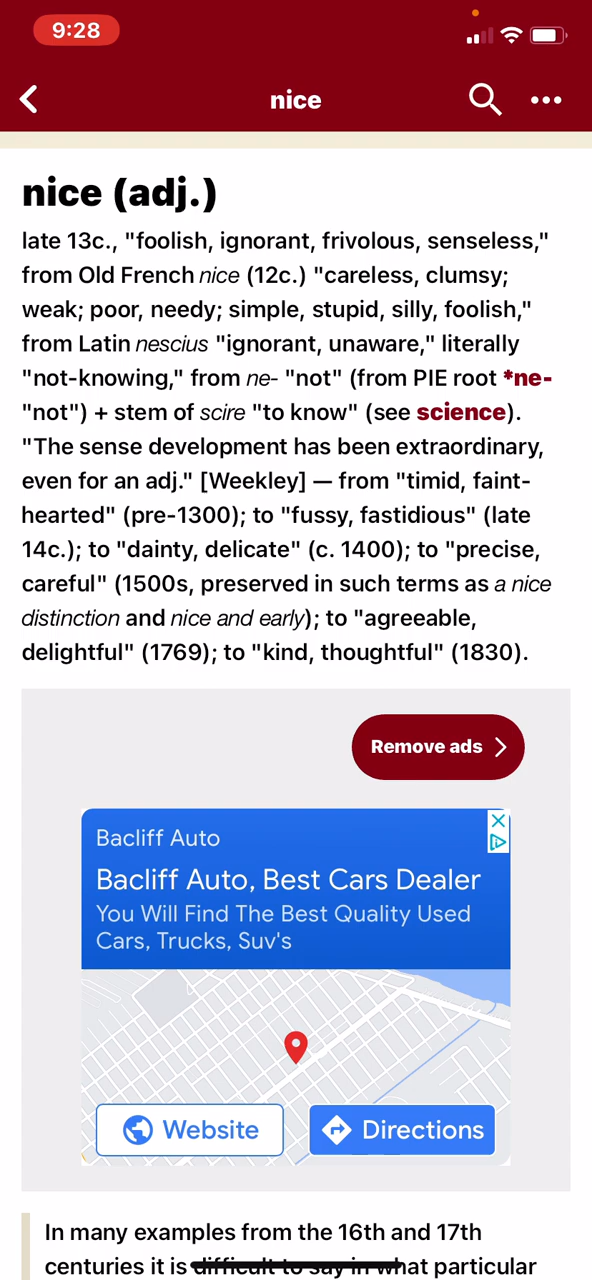 9:28
nice
nice (adj.)
late 13c., "foolish, ignorant, frivolous, senseless,"
from Old French nice (12c.) "careless, clumsy;
weak; poor, needy; simple, stupid, silly, foolish,"
from Latin nescius "ignorant, unaware," literally
"not-knowing," from ne- "not" (from PIE root *ne-
"not") + stem of scire "to know" (see science).
"The sense development has been extraordinary,
even for an adj." [Weekley] — from "timid, faint-
hearted" (pre-1300); to "fussy, fastidious" (late
14c.); to "dainty, delicate" (c. 1400); to "precise,
careful" (1500s, preserved in such terms as a nice
distinction and nice and early); to "agreeable,
delightful" (1769); to "kind, thoughtful" (1830).
Remove ads
Bacliff Auto
Bacliff Auto, Best Cars Dealer
You Will Find The Best Quality Used
Cars, Trucks, Suv's
Website
Directions
In many examples from the 16th and 17th
centuries it is difficult to say in what particular